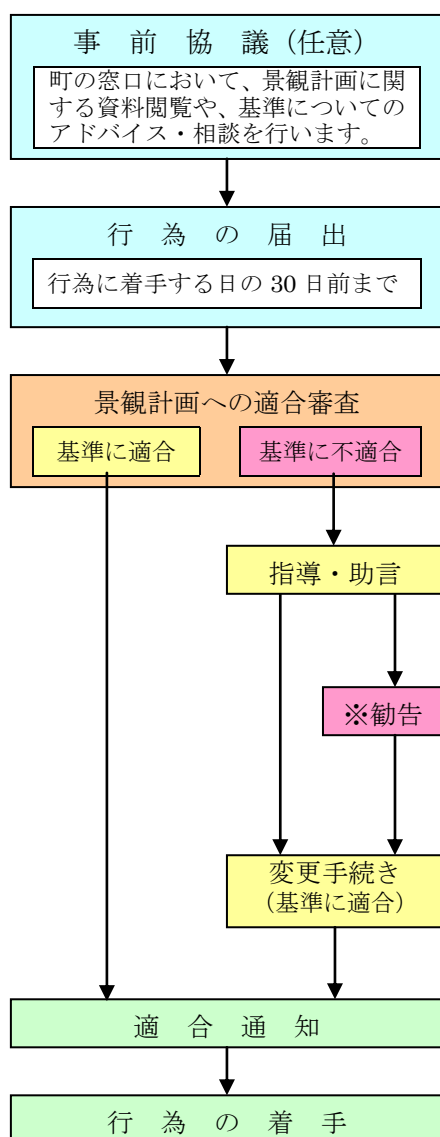 事 前 協 議 (任意)
町の窓口において、景観計画に関
する資料閲覧や、基準についての
アドバイス・相談を行います。
行 為 の 届 出
行為に着手する日の 30 日前まで
景観計画への適合審査
基準に適合
基準に不適合
指導・助言
※勧告
変更手続き
(基準に適合)
適 合 通 知
行 為 の 着 手